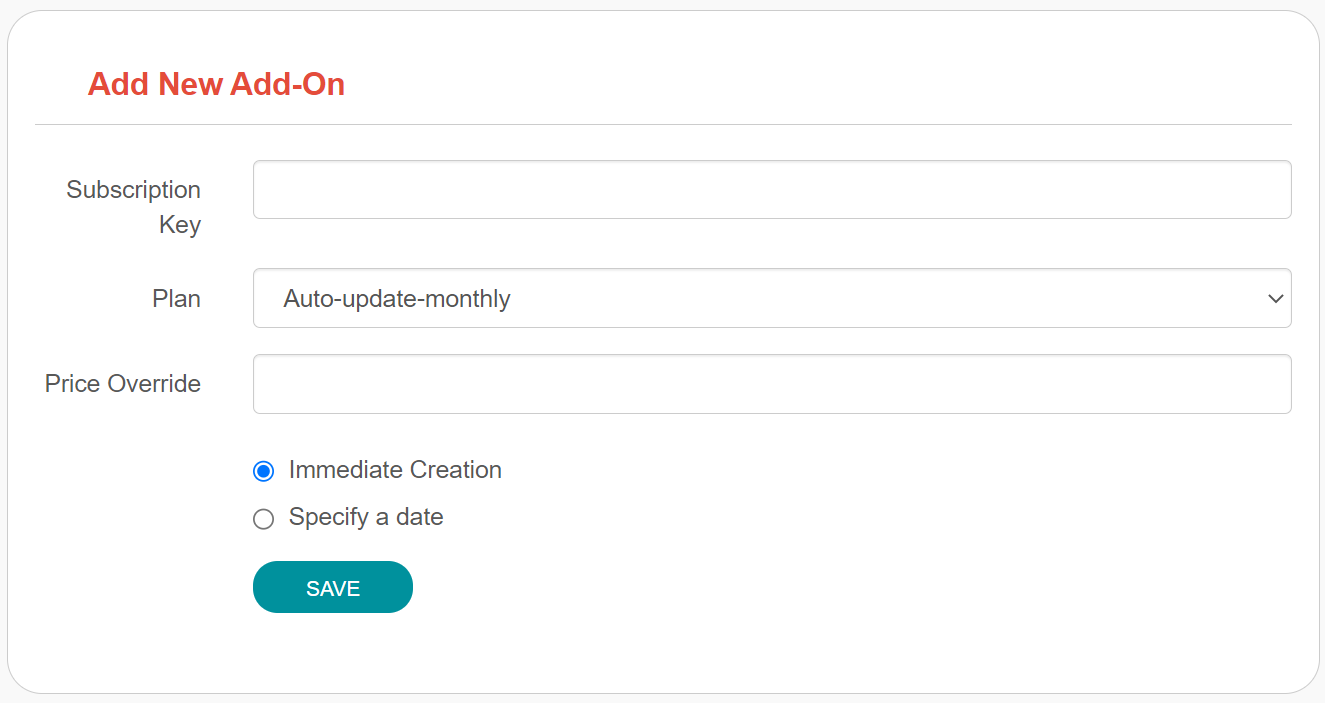 Add New Add-On
Subscription
Key
Plan
Auto-update-monthly
Price Override
Immediate Creation
Specify a date
SAVE